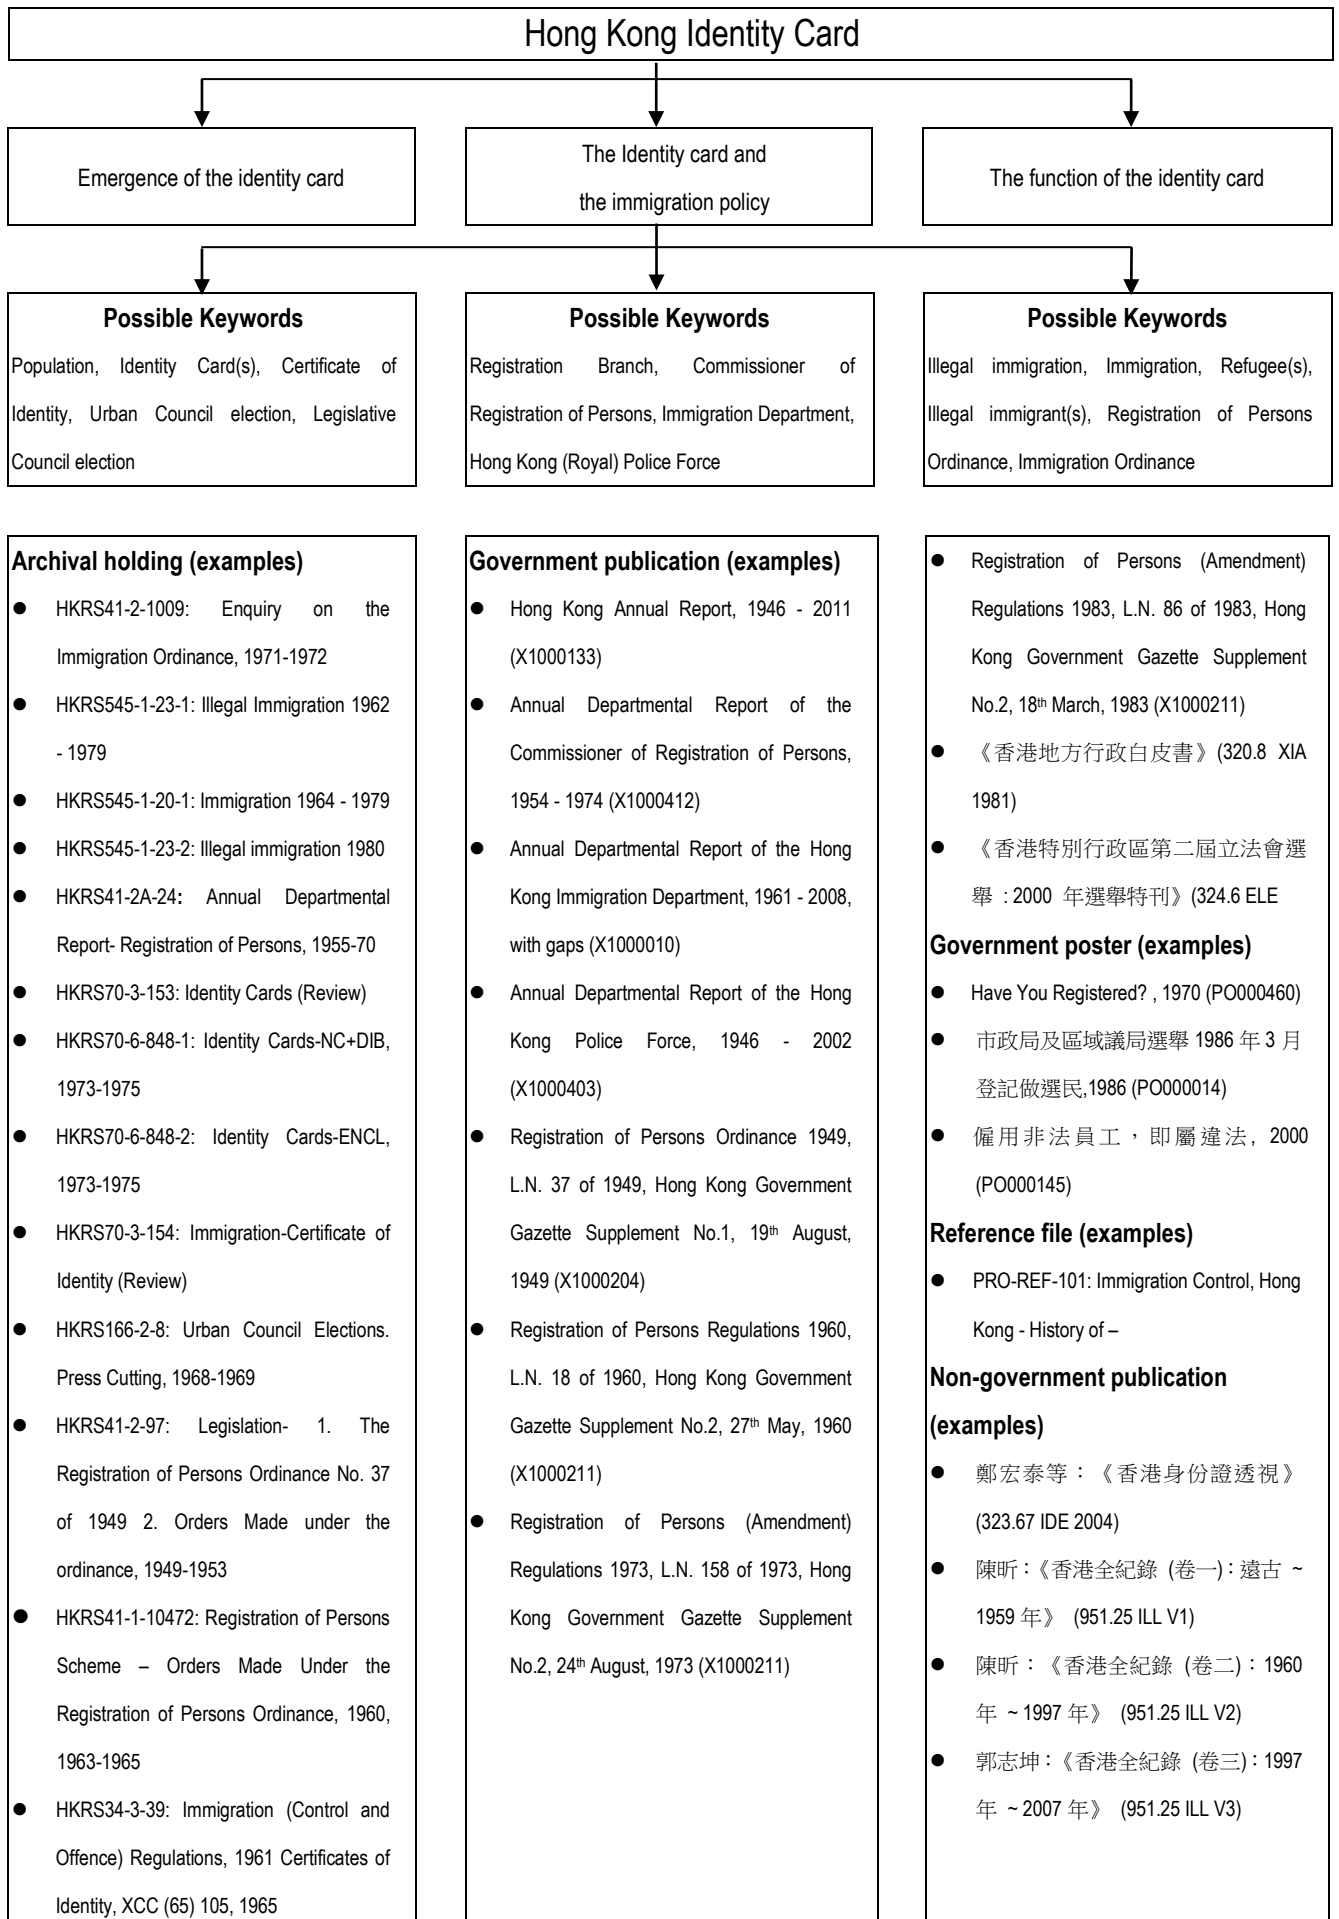 Hong Kong Identity Card
Emergence of the identity card
The Identity card and
the immigration policy
The function of the identity card
Possible Keywords
Population, Identity Card(s), Certificate of
Identity, Urban Council election, Legislative
Council election
Possible Keywords
Registration Branch, Commissioner of
Registration of Persons, Immigration Department,
Hong Kong (Royal) Police Force
Possible Keywords
Illegal immigration, Immigration, Refugee(s),
Illegal immigrant(s), Registration of Persons
Ordinance, Immigration Ordinance
Archival holding (examples)
● HKRS41-2-1009: Enquiry on the
Immigration Ordinance, 1971-1972
● HKRS545-1-23-1: Illegal Immigration 1962
- 1979
● HKRS545-1-20-1: Immigration 1964 - 1979
● HKRS545-1-23-2: Illegal immigration 1980
● HKRS41-2A-24: Annual Departmental
Report- Registration of Persons, 1955-70
● HKRS70-3-153: Identity Cards (Review)
● HKRS70-6-848-1: Identity Cards-NC+DIB,
1973-1975
● HKRS70-6-848-2: Identity Cards-ENCL,
1973-1975
● HKRS70-3-154: Immigration-Certificate of
Identity (Review)
● HKRS166-2-8: Urban Council Elections.
Press Cutting, 1968-1969
● HKRS41-2-97: Legislation- 1. The
Registration of Persons Ordinance No. 37
of 1949 2. Orders Made under the
ordinance, 1949-1953
● HKRS41-1-10472: Registration of Persons
Scheme – Orders Made Under the
Registration of Persons Ordinance, 1960,
1963-1965
● HKRS34-3-39: Immigration (Control and
Offence) Regulations, 1961 Certificates of
Identity, XCC (65) 105, 1965
Government publication (examples)
● Hong Kong Annual Report, 1946 - 2011
(X1000133)
● Annual Departmental Report of the
Commissioner of Registration of Persons,
1954 - 1974 (X1000412)
● Annual Departmental Report of the Hong
Kong Immigration Department, 1961 - 2008,
with gaps (X1000010)
● Annual Departmental Report of the Hong
Kong Police Force, 1946 - 2002
(X1000403)
● Registration of Persons Ordinance 1949,
L.N. 37 of 1949, Hong Kong Government
Gazette Supplement No.1, 19th August,
1949 (X1000204)
● Registration of Persons Regulations 1960,
L.N. 18 of 1960, Hong Kong Government
Gazette Supplement No.2, 27th May, 1960
(X1000211)
● Registration of Persons (Amendment)
Regulations 1973, L.N. 158 of 1973, Hong
Kong Government Gazette Supplement
No.2, 24th August, 1973 (X1000211)
● Registration of Persons (Amendment)
Regulations 1983, L.N. 86 of 1983, Hong
Kong Government Gazette Supplement
No.2, 18th March, 1983 (X1000211)
● 《香港地方行政白皮書》(320.8 XIA
1981)
● 《香港特別行政區第二屆立法會選
舉 : 2000 年選舉特刊》(324.6 ELE
Government poster (examples)
● Have You Registered? , 1970 (PO000460)
● 市政局及區域議局選舉 1986 年 3 月
登記做選民,1986 (PO000014)
● 僱用非法員工，即屬違法, 2000
(PO000145)
Reference file (examples)
● PRO-REF-101: Immigration Control, Hong
Kong - History of –
Non-government publication
(examples)
● 鄭宏泰等：《香港身份證透視》
(323.67 IDE 2004)
● 陳昕：《香港全紀錄 (卷一)：遠古 ~
1959 年》 (951.25 ILL V1)
● 陳昕：《香港全紀錄 (卷二)：1960
年 ~ 1997 年》 (951.25 ILL V2)
● 郭志坤：《香港全紀錄 (卷三)：1997
年 ~ 2007 年》 (951.25 ILL V3)